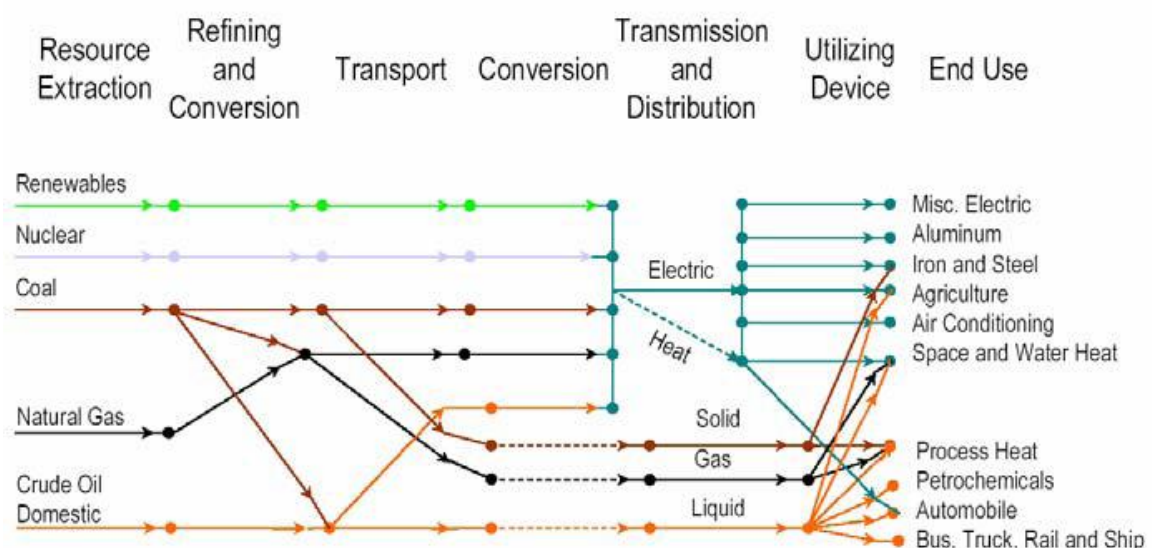 Resource
Extraction
Refining
and
Conversion
Transport
Conversion
Transmission
and
Distribution
Utilizing
Device
End Use
Renewables
Nuclear
Coal
Natural Gas
Crude Oil
Domestic
Electric
Heat
Solid
Gas
Liquid
Misc. Electric
Aluminum
Iron and Steel
Agriculture
Air Conditioning
Space and Water Heat
Process Heat
Petrochemicals
Automobile
Bus, Truck, Rail and Ship